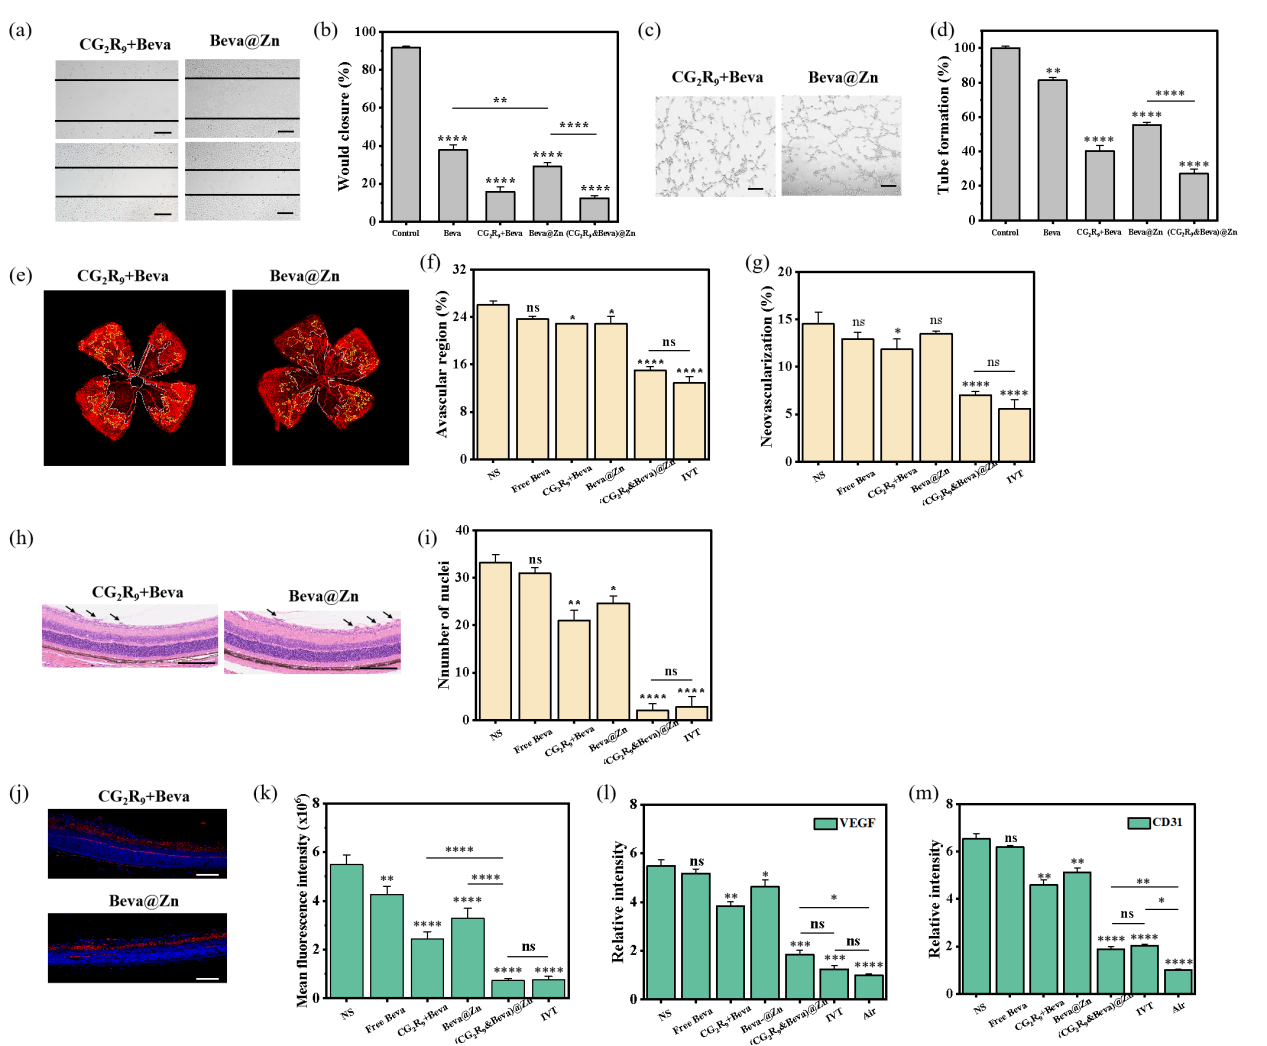 (a)
CG2R9+Beva
Beva@Zn
(b)
Would closure (%)
100
80
60
40
20
0
**
****
****
****
****
****
Control
Beva
CG2R9+Beva
Beva@Zn
(CG2R9&Beva)@Zn
(c)
CG2R9+Beva
Beva@Zn
(d)
Tube formation (%)
100
80
60
40
20
0
**
****
****
****
****
Control
Beva
CG2R9+Beva
Beva@Zn
(CG2R9&Beva)@Zn
(e)
CG2R9+Beva
Beva@Zn
(f)
Avascular region (%)
32
24
16
8
0
ns
*
*
ns
****
****
NS
Free Beva
CG2R9+Beva
Beva@Zn
(CG2R9&Beva)@Zn
IVT
(g)
Neovascularization (%)
20
15
10
5
0
ns
*
ns
ns
****
****
NS
Free Beva
CG2R9+Beva
Beva@Zn
(CG2R9&Beva)@Zn
IVT
(h)
CG2R9+Beva
Beva@Zn
(i)
Nnumber of nuclei
40
30
20
10
0
ns
**
*
ns
****
****
NS
Free Beva
CG2R9+Beva
Beva@Zn
(CG2R9&Beva)@Zn
IVT
(j)
CG2R9+Beva
Beva@Zn
(k)
Mean fluorescence intensity (x10^6)
8
6
4
2
0
**
****
****
****
****
ns
****
****
NS
Free Beva
CG2R9+Beva
Beva@Zn
(CG2R9&Beva)@Zn
IVT
(l)
Relative intensity
8
6
4
2
0
VEGF
ns
**
*
*
ns
ns
***
***
****
NS
Free Beva
CG2R9+Beva
Beva-@Zn
(CG2R9&Beva)@Zn
IVT
Air
(m)
Relative intensity
8
6
4
2
0
CD31
ns
**
**
**
*
ns
****
****
****
NS
Free Beva
CG2R9+Beva
Beva@Zn
(CG2R9&Beva)@Zn
IVT
Air